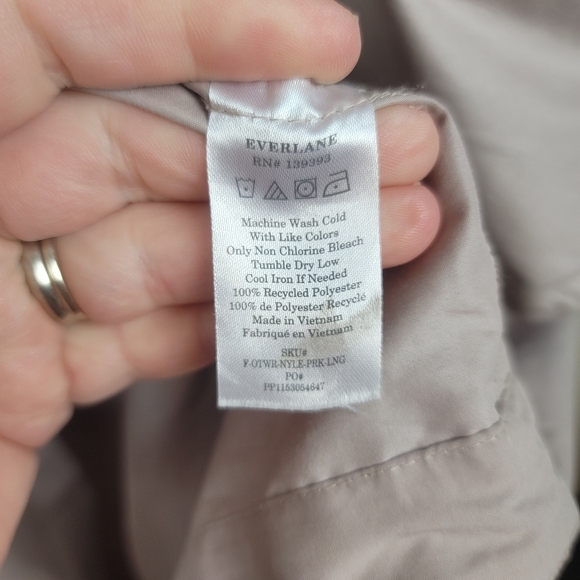 EVERLANE
RN# 139393
Machine Wash Cold
With Like Colors
Only Non Chlorine Bleach
Tumble Dry Low
Cool Iron If Needed
100% Recycled Polyester
100% de Polyester Recyclé
Made in Vietnam
Fabriqué en Vietnam
SKU#
F-OTWR-NYLE-PRK-LNG
PO#
PP1153054647